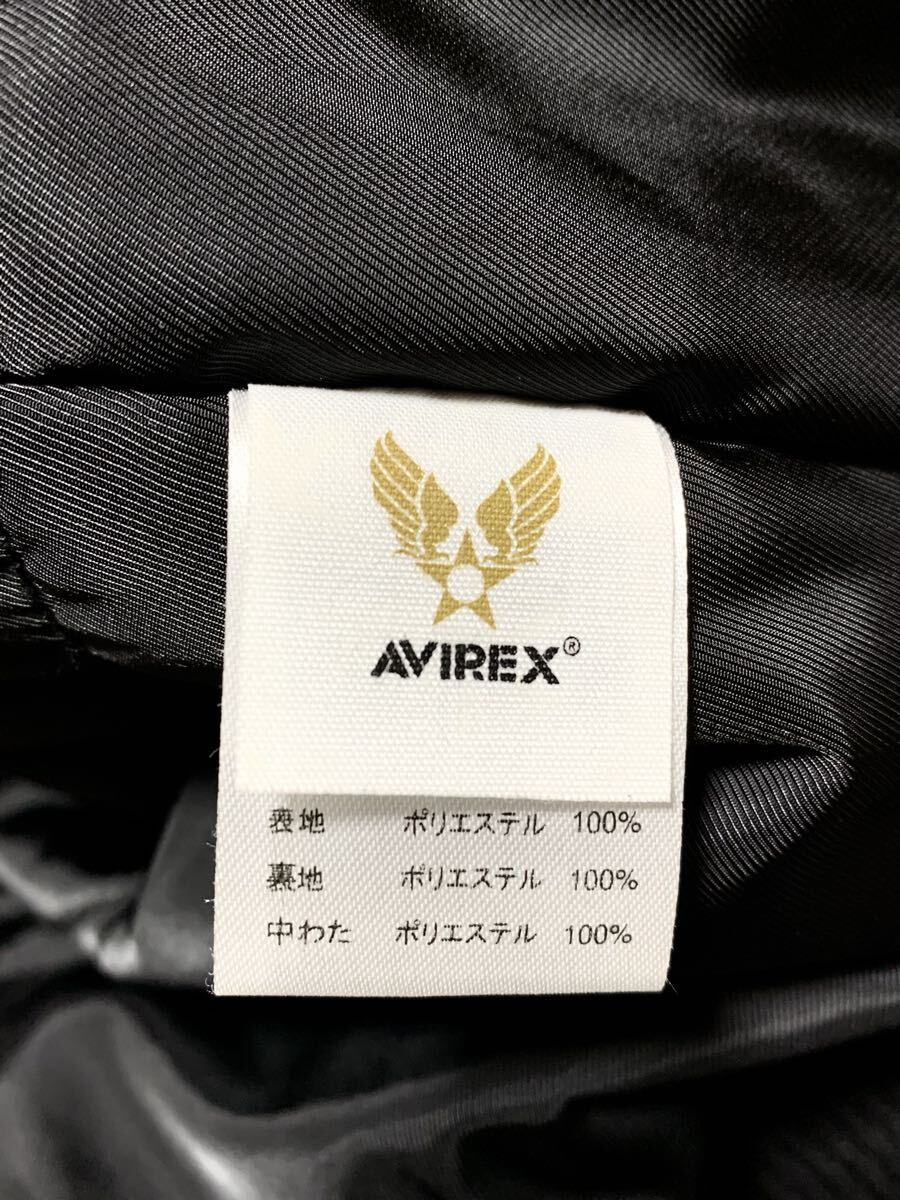 AVIREX®
表地 ポリエステル 100%
裏地 ポリエステル 100%
中わた ポリエステル 100%